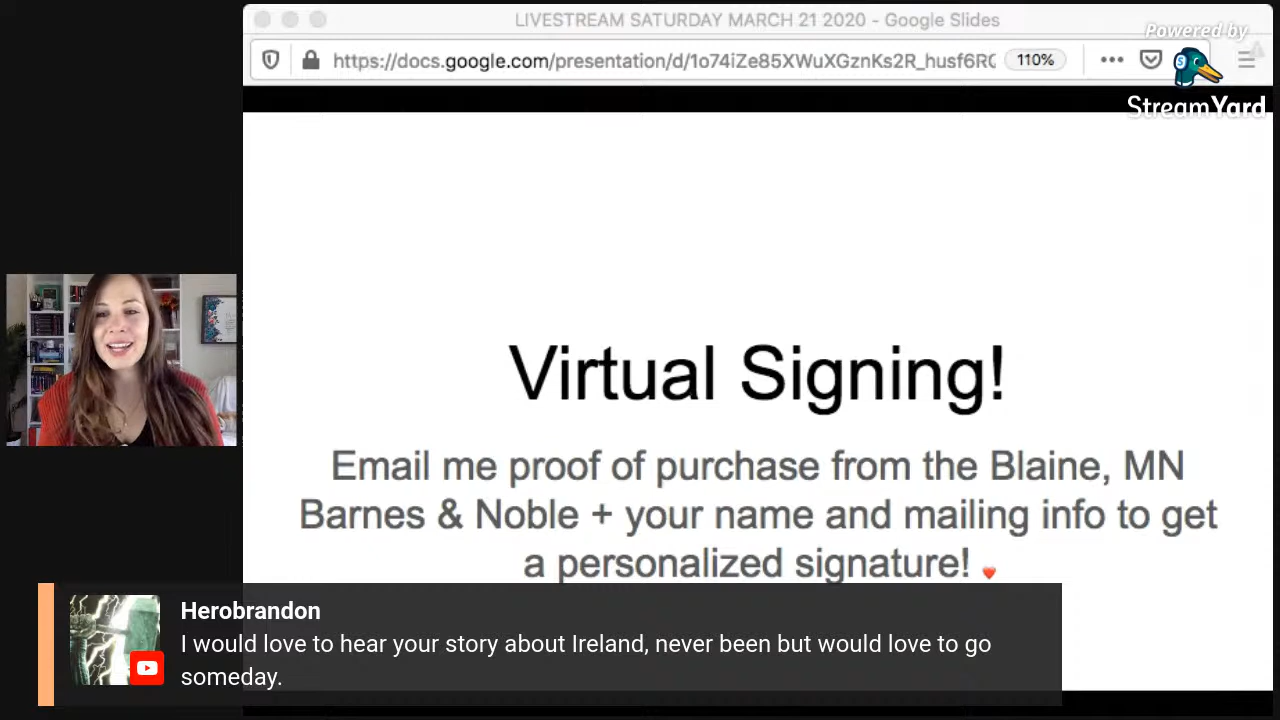 LIVESTREAM SATURDAY MARCH 21 2020 - Google Slides
Powered by
https://docs.google.com/presentation/d/1o74iZe85XWuXGznKs2R_husf6RC
110%
StreamYard
Virtual Signing!
Email me proof of purchase from the Blaine, MN
Barnes & Noble + your name and mailing info to get
a personalized signature!
Herobrandon
I would love to hear your story about Ireland, never been but would love to go
someday.